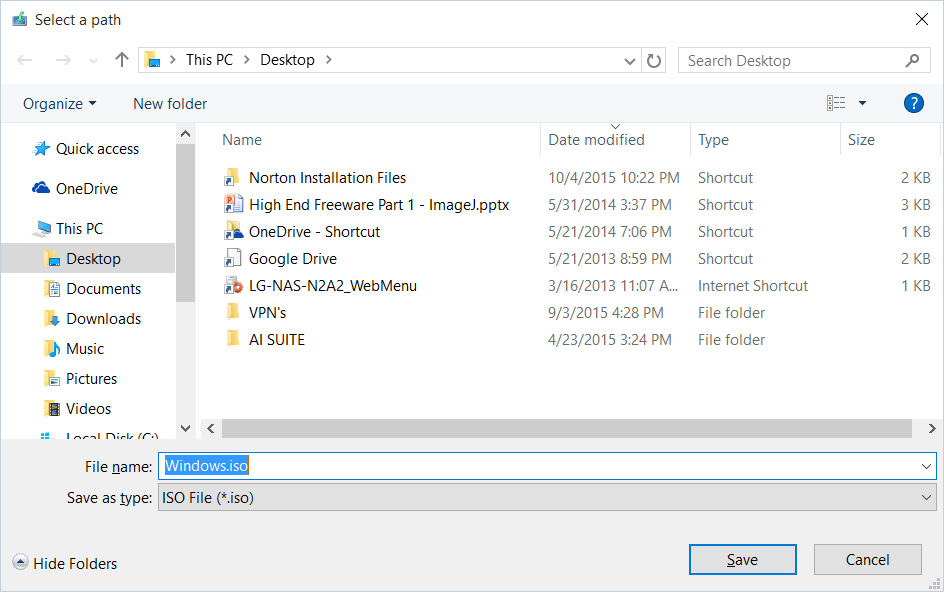 Select a path
This PC > Desktop >
Search Desktop
Organize
New folder
?
Name Date modified Type Size
Quick access
OneDrive
This PC
Desktop
Documents
Downloads
Music
Pictures
Videos
Local Disk (C:)
Norton Installation Files 10/4/2015 10:22 PM Shortcut 2 KB
High End Freeware Part 1 - ImageJ.pptx 5/31/2014 3:37 PM Shortcut 3 KB
OneDrive - Shortcut 5/21/2014 7:06 PM Shortcut 1 KB
Google Drive 5/21/2013 8:59 PM Shortcut 2 KB
LG-NAS-N2A2_WebMenu 3/16/2013 11:07 A... Internet Shortcut 1 KB
VPN's 9/3/2015 4:28 PM File folder
AI SUITE 4/23/2015 3:24 PM File folder
File name: Windows.iso
Save as type: ISO File (*.iso)
Hide Folders
Save
Cancel